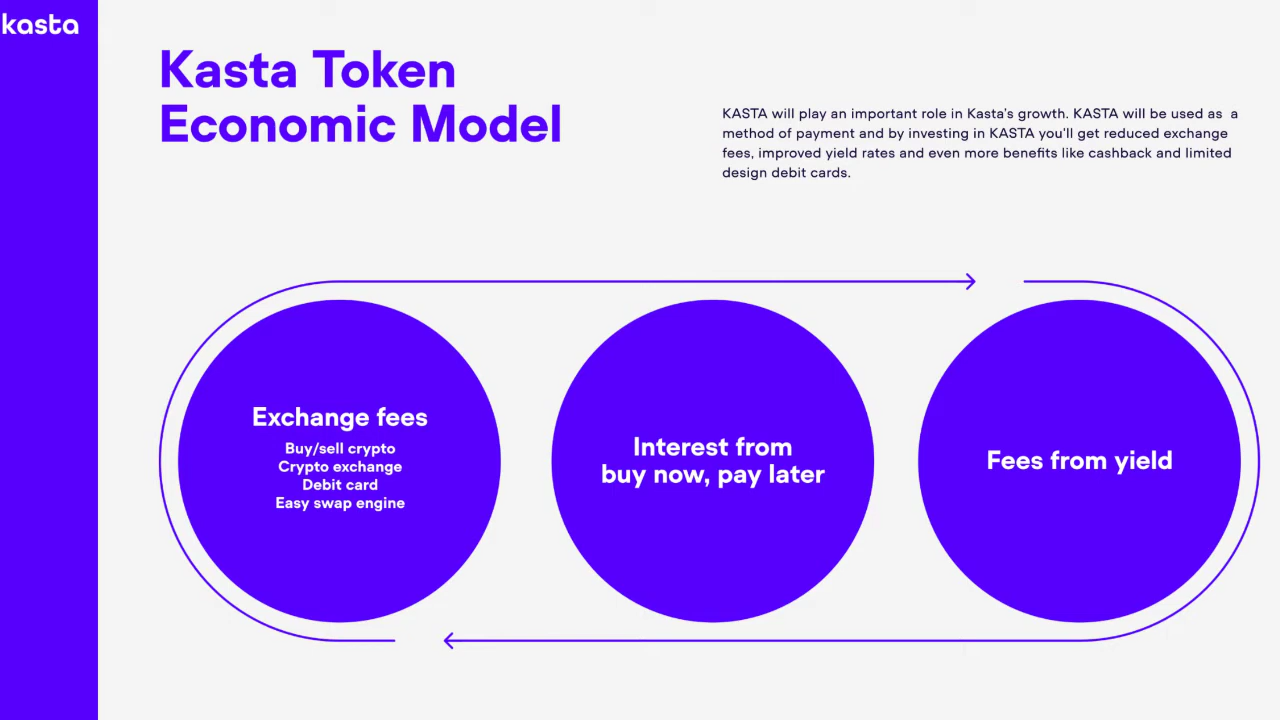 kasta
Kasta Token
Economic Model
KASTA will play an important role in Kasta's growth. KASTA will be used as a
method of payment and by investing in KASTA you'll get reduced exchange
fees, improved yield rates and even more benefits like cashback and limited
design debit cards.
Exchange fees
Buy/sell crypto
Crypto exchange
Debit card
Easy swap engine
Interest from
buy now, pay later
Fees from yield